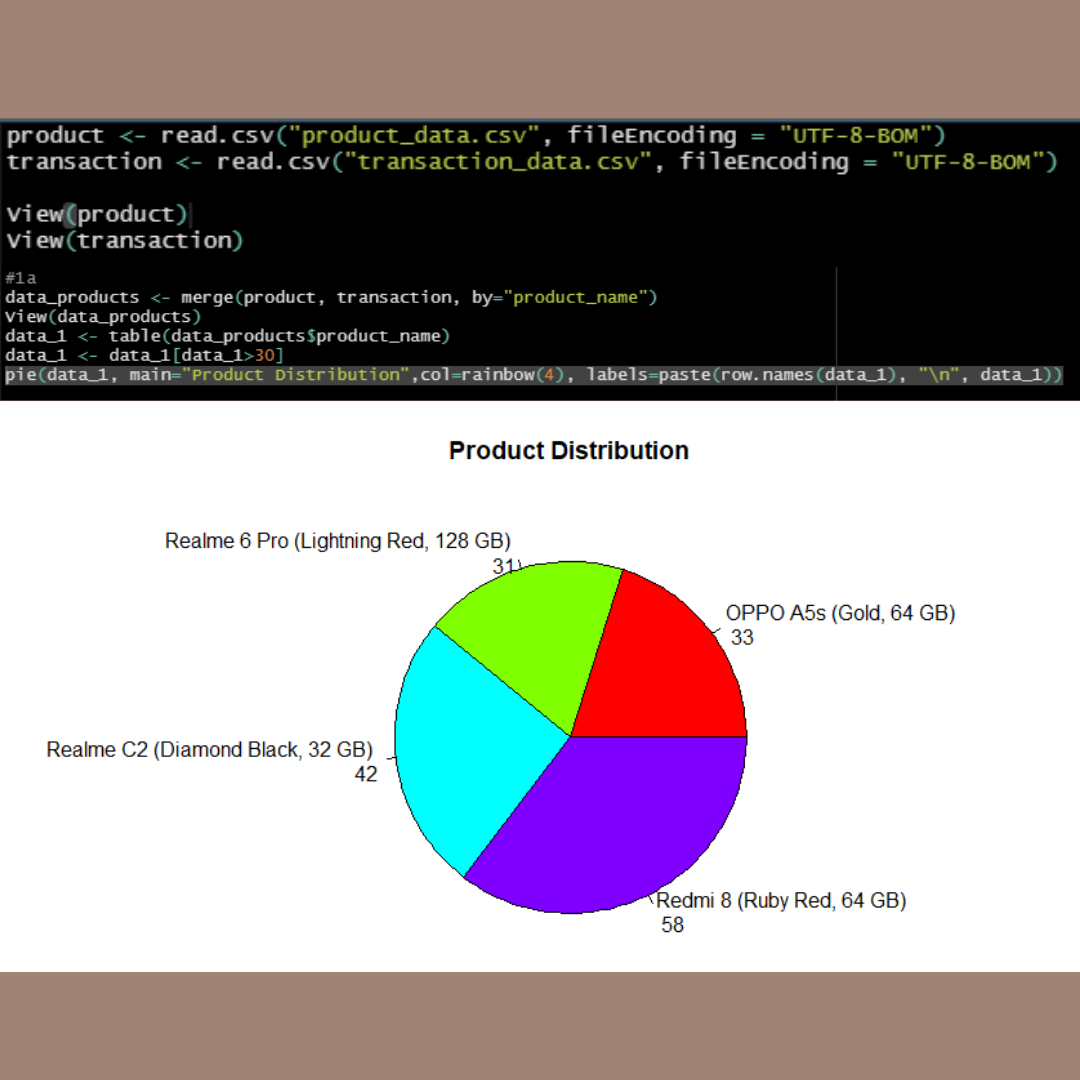 product <- read.csv("product_data.csv", fileEncoding = "UTF-8-BOM")
transaction <- read.csv("transaction_data.csv", fileEncoding = "UTF-8-BOM")
View(product)
View(transaction)
#1a
data_products <- merge(product, transaction, by="product_name")
View(data_products)
data_1 <- table(data_products$product_name)
data_1 <- data_1[data_1>30]
pie(data_1, main="Product Distribution",col=rainbow(4), labels=paste(row.names(data_1), "\n", data_1))
Product Distribution
Realme 6 Pro (Lightning Red, 128 GB)
31
OPPO A5s (Gold, 64 GB)
33
Realme C2 (Diamond Black, 32 GB)
42
Redmi 8 (Ruby Red, 64 GB)
58